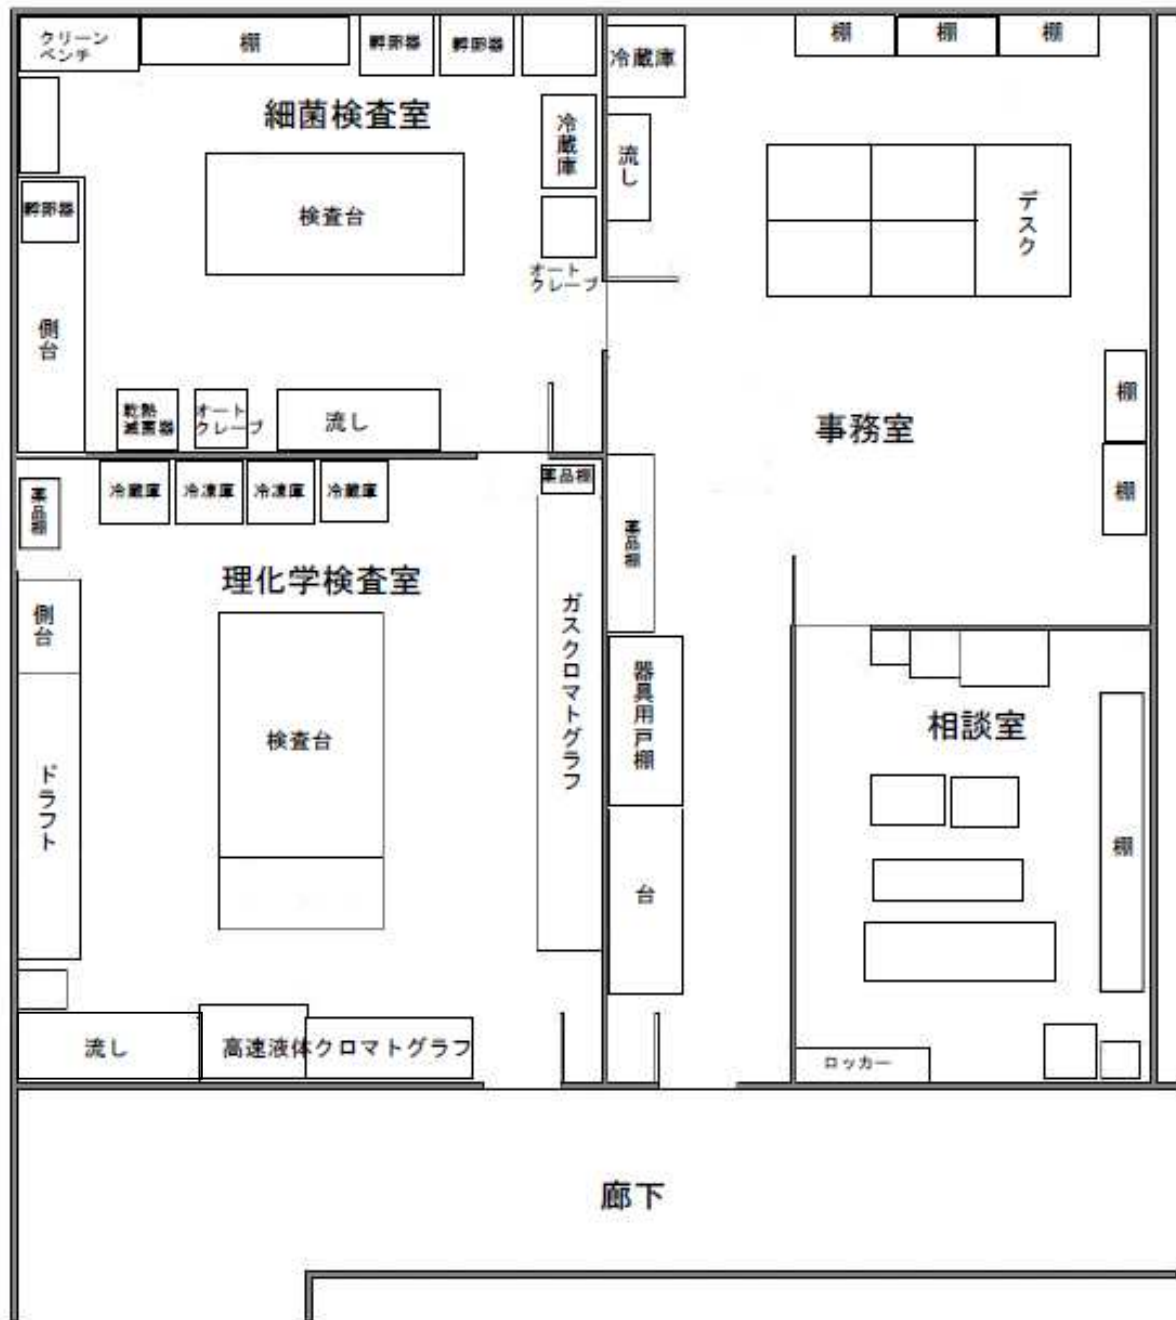 クリーン
ベンチ
棚
孵卵器
孵卵器
細菌検査室
冷蔵庫
孵卵器
検査台
オート
クレーブ
側台
乾熱
滅菌器
オート
クレーブ
流し
冷蔵庫
棚
棚
棚
流し
デスク
棚
棚
事務室
薬品棚
冷蔵庫
冷凍庫
冷凍庫
冷蔵庫
薬品棚
理化学検査室
側台
ガスクロマトグラフ
検査台
ドラフト
流し
高速液体クロマトグラフ
薬品棚
器具用戸棚
台
相談室
棚
ロッカー
廊下